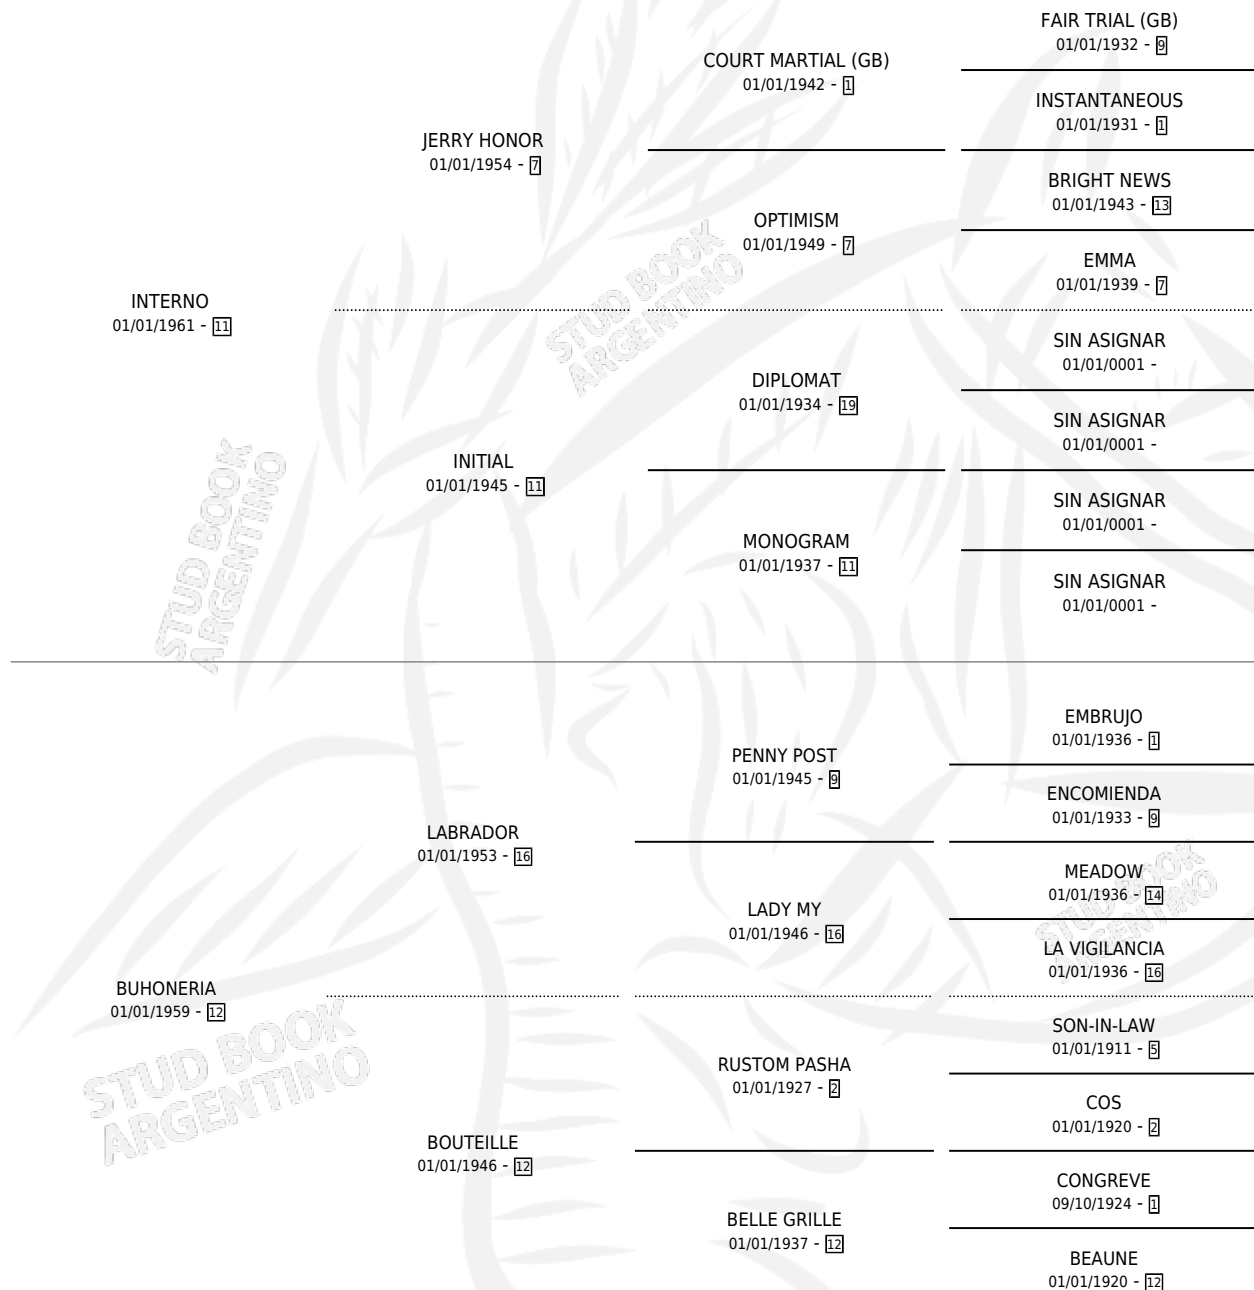 FAIR TRIAL (GB)
01/01/1932 - 9
COURT MARTIAL (GB)
01/01/1942 - 1
INSTANTANEOUS
01/01/1931 - 1
JERRY HONOR
01/01/1954 - 7
BRIGHT NEWS
01/01/1943 - 13
OPTIMISM
01/01/1949 - 7
EMMA
01/01/1939 - 7
INTERNO
01/01/1961 - 11
SIN ASIGNAR
01/01/0001 -
DIPLOMAT
01/01/1934 - 19
SIN ASIGNAR
01/01/0001 -
INITIAL
01/01/1945 - 11
SIN ASIGNAR
01/01/0001 -
MONOGRAM
01/01/1937 - 11
SIN ASIGNAR
01/01/0001 -
STUD BOOK
ARGENTINO
STUD BOOK
ARGENTINO
EMBRUJO
01/01/1936 - 1
PENNY POST
01/01/1945 - 9
ENCOMIENDA
01/01/1933 - 9
LABRADOR
01/01/1953 - 16
MEADOW
01/01/1936 - 14
LADY MY
01/01/1946 - 16
LA VIGILANCIA
01/01/1936 - 16
BUHONERIA
01/01/1959 - 12
SON-IN-LAW
01/01/1911 - 5
RUSTOM PASHA
01/01/1927 - 2
COS
01/01/1920 - 2
BOUTEILLE
01/01/1946 - 12
CONGREVE
09/10/1924 - 1
BELLE GRILLE
01/01/1937 - 12
BEAUNE
01/01/1920 - 12
STUD BOOK
ARGENTINO
STUD BOOK
ARGENTINO